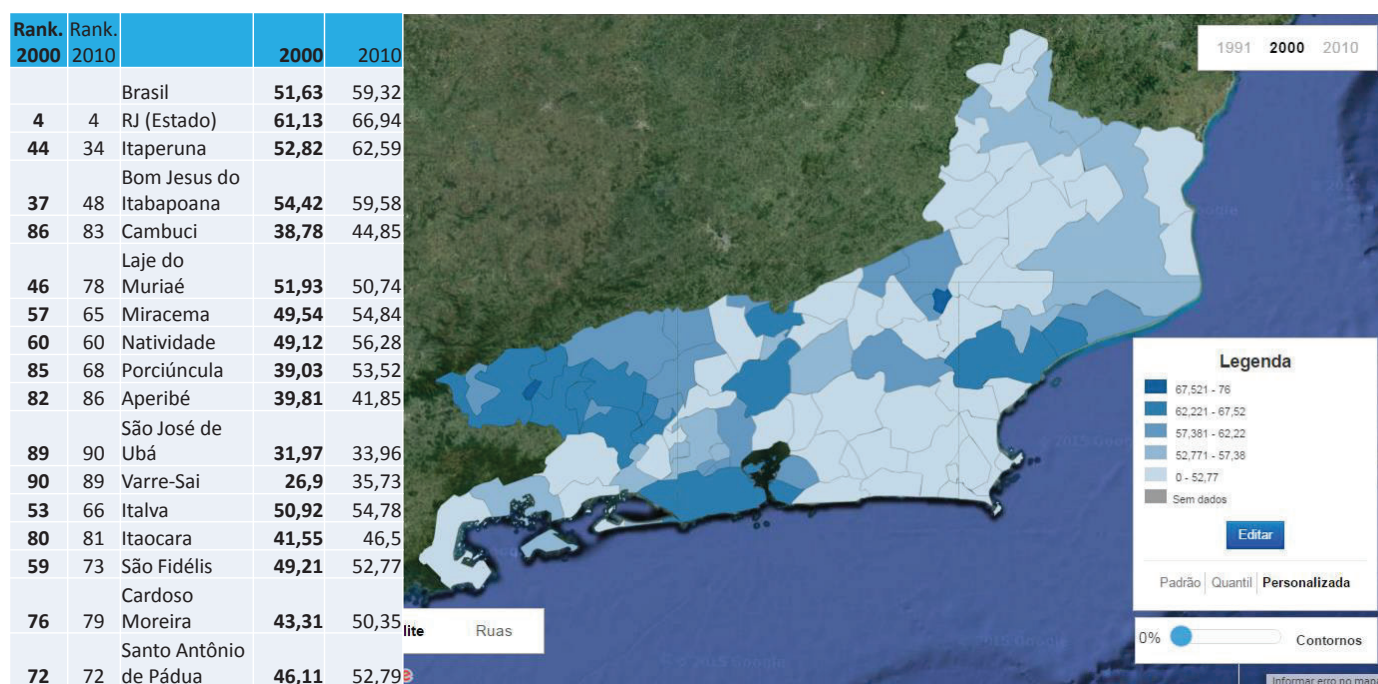 Rank. 2000 Rank. 2010 2000 2010
Brasil 51,63 59,32
4 4 RJ (Estado) 61,13 66,94
44 34 Itaperuna 52,82 62,59
Bom Jesus do
37 48 Itabapoana 54,42 59,58
86 83 Cambuci 38,78 44,85
Laje do
46 78 Muriaé 51,93 50,74
57 65 Miracema 49,54 54,84
60 60 Natividade 49,12 56,28
85 68 Porciúncula 39,03 53,52
82 86 Aperibé 39,81 41,85
São José de
89 90 Ubá 31,97 33,96
90 89 Varre-Sai 26,9 35,73
53 66 Italva 50,92 54,78
80 81 Itaocara 41,55 46,5
59 73 São Fidélis 49,21 52,77
Cardoso
76 79 Moreira 43,31 50,35
Santo Antônio
72 72 de Pádua 46,11 52,79
1991 2000 2010
Legenda
67,521 - 76
62,221 - 67,52
57,381 - 62,22
52,771 - 57,38
0 - 52,77
Sem dados
Editar
Padrão Quantil Personalizada
0% Contornos
lite Ruas
Informar erro no mapa